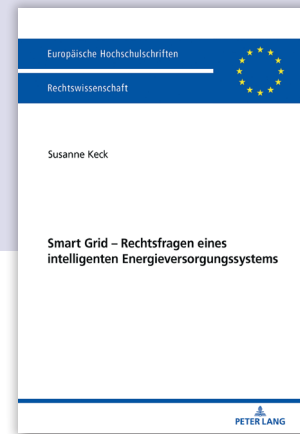 Europäische Hochschulschriften
Rechtswissenschaft
Susanne Keck
Smart Grid – Rechtsfragen eines
intelligenten Energieversorgungssystems
PETER LANG